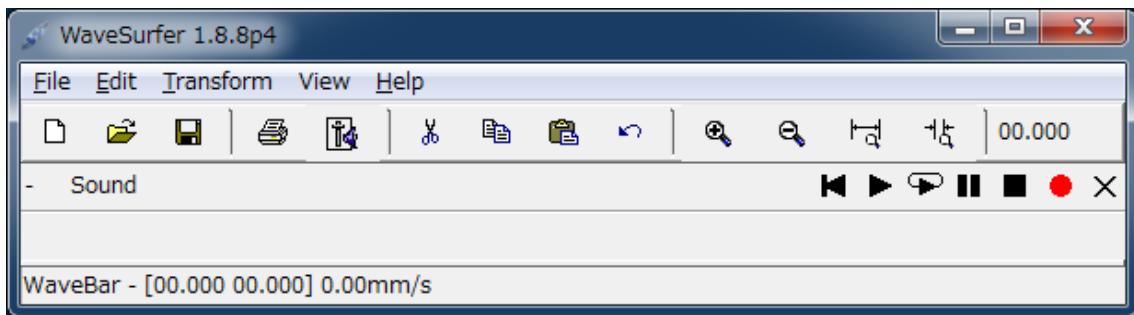 WaveSurfer 1.8.8p4
File Edit Transform View Help
00.000
- Sound
WaveBar - [00.000 00.000] 0.00mm/s